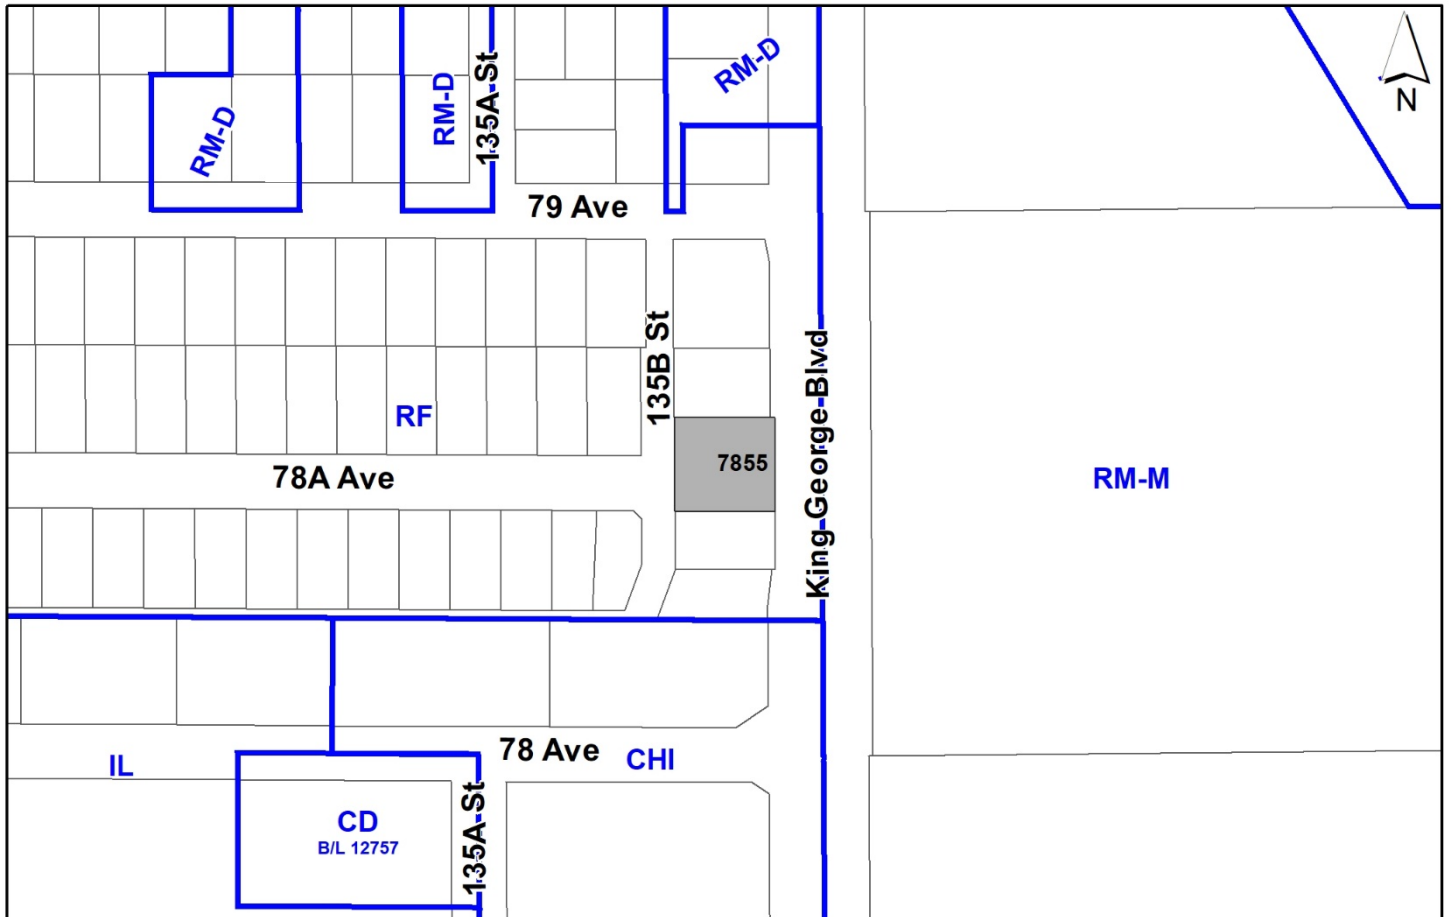 RM-D
RM-D
135A St
RM-D
N
79 Ave
135B St
King George Blvd
RF
7855
78A Ave
RM-M
78 Ave
CHI
IL
CD
B/L 12757
135A St